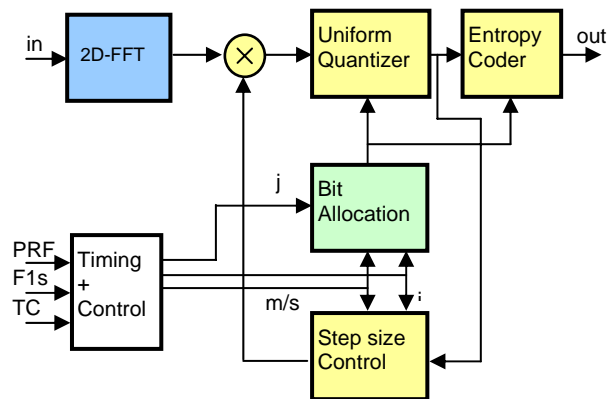 in
2D-FFT
Uniform
Quantizer
Entropy
Coder
out
j
Bit
Allocation
PRF
F1s
TC
Timing
+
Control
m/s
i
Step size
Control